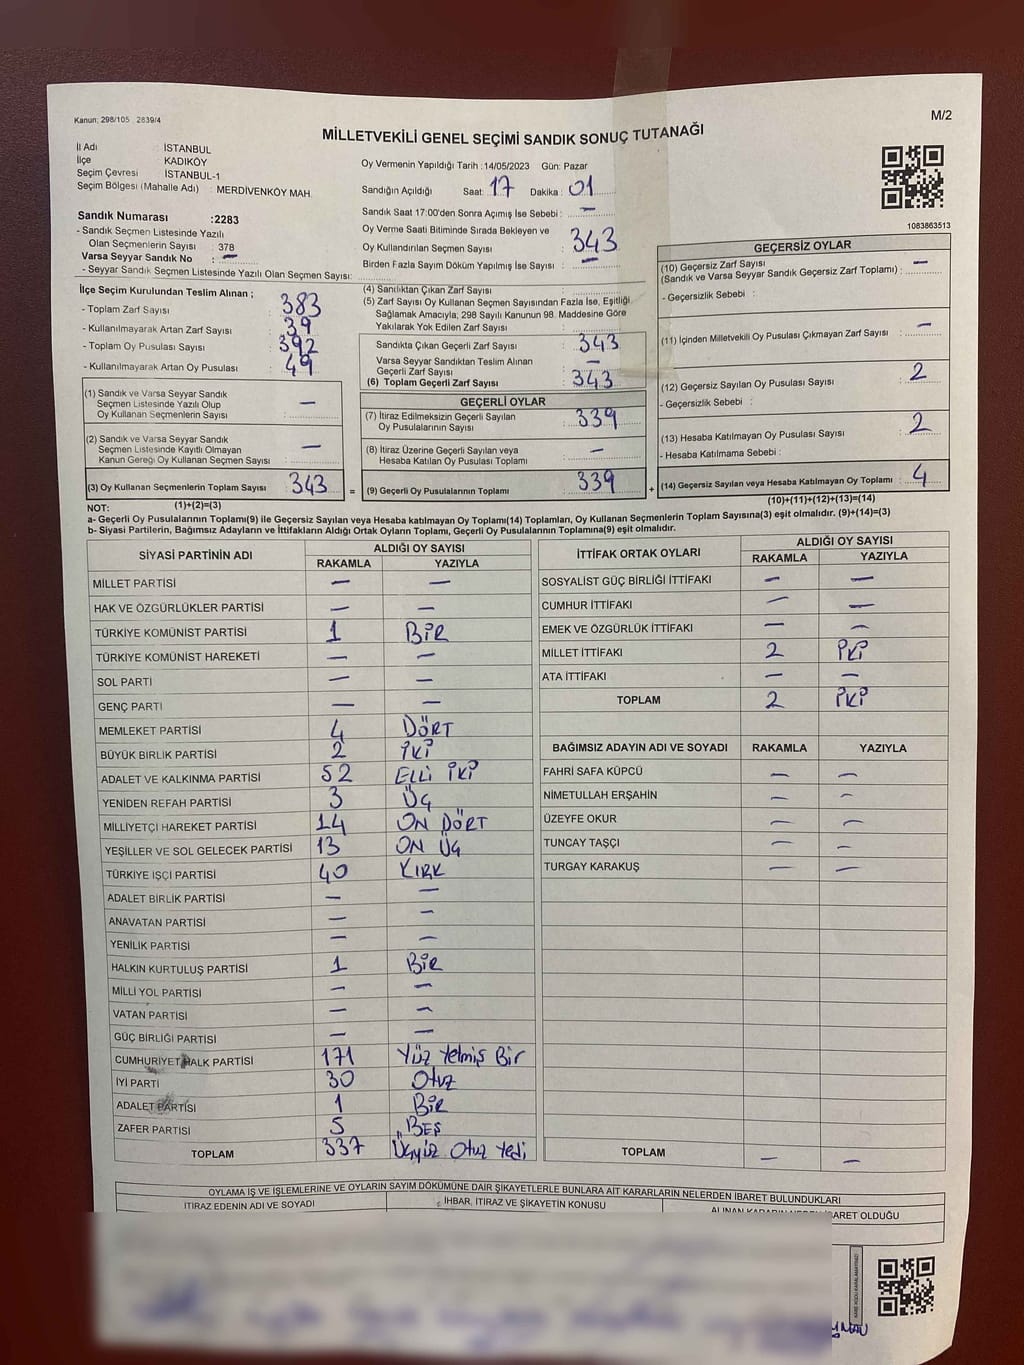 Kanun: 298/105 2839/4
M/2
MİLLETVEKİLİ GENEL SEÇİMİ SANDIK SONUÇ TUTANAĞI
İl Adı : İSTANBUL
İlçe KADIKÖY
Seçim Çevresi İSTANBUL-1
Seçim Bölgesi (Mahalle Adı) : MERDİVENKÖY MAH.
Oy Vermenin Yapıldığı Tarih : 14/05/2023 Gün: Pazar
Sandığın Açıldığı Saat: 17 Dakika : 01
Sandık Saat 17:00'den Sonra Açımış İse Sebebi : —
Oy Verme Saati Bitiminde Sırada Bekleyen ve
Oy Kullandırılan Seçmen Sayısı : 343
Birden Fazla Sayım Döküm Yapılmış İse Sayısı : —
1083863513
Sandık Numarası :2283
- Sandık Seçmen Listesinde Yazılı
Olan Seçmenlerin Sayısı : 378
Varsa Seyyar Sandık No : —
- Seyyar Sandık Seçmen Listesinde Yazılı Olan Seçmen Sayısı:
İlçe Seçim Kurulundan Teslim Alınan ;
- Toplam Zarf Sayısı : 383
- Kullanılmayarak Artan Zarf Sayısı : 39
- Toplam Oy Pusulası Sayısı : 392
- Kullanılmayarak Artan Oy Pusulası : 49
(1) Sandık ve Varsa Seyyar Sandık
Seçmen Listesinde Yazılı Olup
Oy Kullanan Seçmenlerin Sayısı : —
(2) Sandık ve Varsa Seyyar Sandık
Seçmen Listesinde Kayıtlı Olmayan
Kanun Gereği Oy Kullanan Seçmen Sayısı : —
(3) Oy Kullanan Seçmenlerin Toplam Sayısı : 343
(1)+(2)=(3)
(4) Sandıktan Çıkan Zarf Sayısı :
(5) Zarf Sayısı Oy Kullanan Seçmen Sayısından Fazla İse, Eşitliği
Sağlamak Amacıyla; 298 Sayılı Kanunun 98. Maddesine Göre
Yakılarak Yok Edilen Zarf Sayısı :
Sandıkta Çıkan Geçerli Zarf Sayısı : 343
Varsa Seyyar Sandıktan Teslim Alınan
Geçerli Zarf Sayısı : —
(6) Toplam Geçerli Zarf Sayısı : 343
GEÇERLİ OYLAR
(7) İtiraz Edilmeksizin Geçerli Sayılan
Oy Pusulalarının Sayısı : 339
(8) İtiraz Üzerine Geçerli Sayılan veya
Hesaba Katılan Oy Pusulası Toplamı : —
= (9) Geçerli Oy Pusulalarının Toplamı : 339
GEÇERSİZ OYLAR
(10) Geçersiz Zarf Sayısı
(Sandık ve Varsa Seyyar Sandık Geçersiz Zarf Toplamı) : —
- Geçersizlik Sebebi :
(11) İçinden Milletvekili Oy Pusulası Çıkmayan Zarf Sayısı : —
(12) Geçersiz Sayılan Oy Pusulası Sayısı : 2
- Geçersizlik Sebebi :
(13) Hesaba Katılmayan Oy Pusulası Sayısı : 2
- Hesaba Katılmama Sebebi :
+ (14) Geçersiz Sayılan veya Hesaba Katılmayan Oy Toplamı : 4
(10)+(11)+(12)+(13)=(14)
NOT:
a- Geçerli Oy Pusulalarının Toplamı(9) ile Geçersiz Sayılan veya Hesaba katılmayan Oy Toplamı(14) Toplamları, Oy Kullanan Seçmenlerin Toplam Sayısına(3) eşit olmalıdır. (9)+(14)=(3)
b- Siyasi Partilerin, Bağımsız Adayların ve İttifakların Aldığı Ortak Oyların Toplamı, Geçerli Oy Pusulalarının Toplamına(9) eşit olmalıdır.
SİYASİ PARTİNİN ADI ALDIĞI OY SAYISI
RAKAMLA YAZIYLA
MİLLET PARTİSİ — —
HAK VE ÖZGÜRLÜKLER PARTİSİ — —
TÜRKİYE KOMÜNİST PARTİSİ 1 BİR
TÜRKİYE KOMÜNİST HAREKETİ — —
SOL PARTİ — —
GENÇ PARTİ — —
MEMLEKET PARTİSİ 4 DÖRT
BÜYÜK BİRLİK PARTİSİ 2 İKİ
ADALET VE KALKINMA PARTİSİ 52 ELLİ İKİ
YENİDEN REFAH PARTİSİ 3 ÜÇ
MİLLİYETÇİ HAREKET PARTİSİ 14 ON DÖRT
YEŞİLLER VE SOL GELECEK PARTİSİ 13 ON ÜÇ
TÜRKİYE İŞÇİ PARTİSİ 40 KIRK
ADALET BİRLİK PARTİSİ — —
ANAVATAN PARTİSİ — —
YENİLİK PARTİSİ — —
HALKIN KURTULUŞ PARTİSİ 1 BİR
MİLLİ YOL PARTİSİ — —
VATAN PARTİSİ — —
GÜÇ BİRLİĞİ PARTİSİ — —
CUMHURİYET HALK PARTİSİ 171 Yüz Yetmiş Bir
İYİ PARTİ 30 Otuz
ADALET PARTİSİ 1 BİR
ZAFER PARTİSİ 5 BEŞ
TOPLAM 337 Üçyüz Otuz Yedi
İTTİFAK ORTAK OYLARI ALDIĞI OY SAYISI
RAKAMLA YAZIYLA
SOSYALİST GÜÇ BİRLİĞİ İTTİFAKI — —
CUMHUR İTTİFAKI — —
EMEK VE ÖZGÜRLÜK İTTİFAKI — —
MİLLET İTTİFAKI 2 İKİ
ATA İTTİFAKI — —
TOPLAM 2 İKİ
BAĞIMSIZ ADAYIN ADI VE SOYADI RAKAMLA YAZIYLA
FAHRİ SAFA KÜPCÜ — —
NİMETULLAH ERŞAHİN — —
ÜZEYFE OKUR — —
TUNCAY TAŞÇI — —
TURGAY KARAKUŞ — —
TOPLAM — —
OYLAMA İŞ VE İŞLEMLERİNE VE OYLARIN SAYIM DÖKÜMÜNE DAİR ŞİKAYETLERLE BUNLARA AİT KARARLARIN NELERDEN İBARET BULUNDUKLARI
İTİRAZ EDENİN ADI VE SOYADI İHBAR, İTİRAZ VE ŞİKAYETİN KONUSU ALINAN KARARIN NEDEN İBARET OLDUĞU